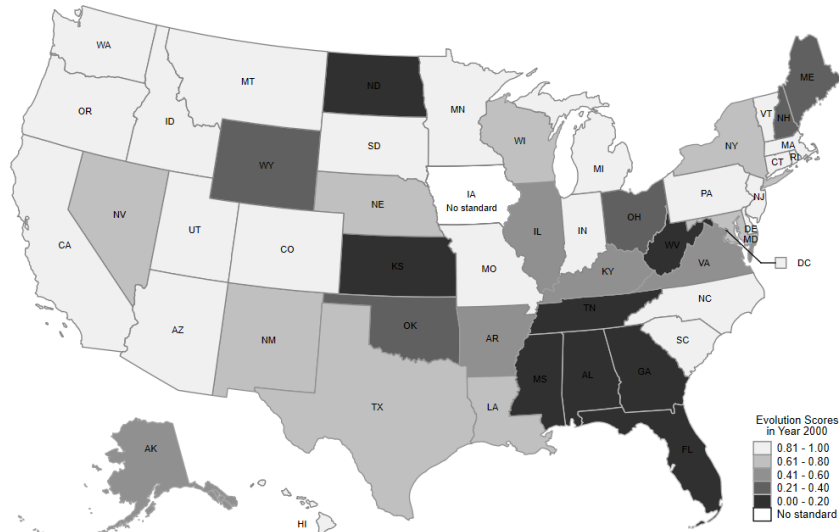 WA
MT
ND
MN
ME
VT
NH
OR
ID
SD
WI
NY
MA
CT
RI
WY
MI
IA
No standard
PA
NJ
NV
NE
OH
DE
MD
UT
CO
IL
IN
WV
VA
DC
CA
KS
MO
KY
NC
TN
AZ
NM
OK
AR
SC
MS
AL
GA
TX
LA
FL
AK
HI
Evolution Scores
in Year 2000
0.81 - 1.00
0.61 - 0.80
0.41 - 0.60
0.21 - 0.40
0.00 - 0.20
No standard